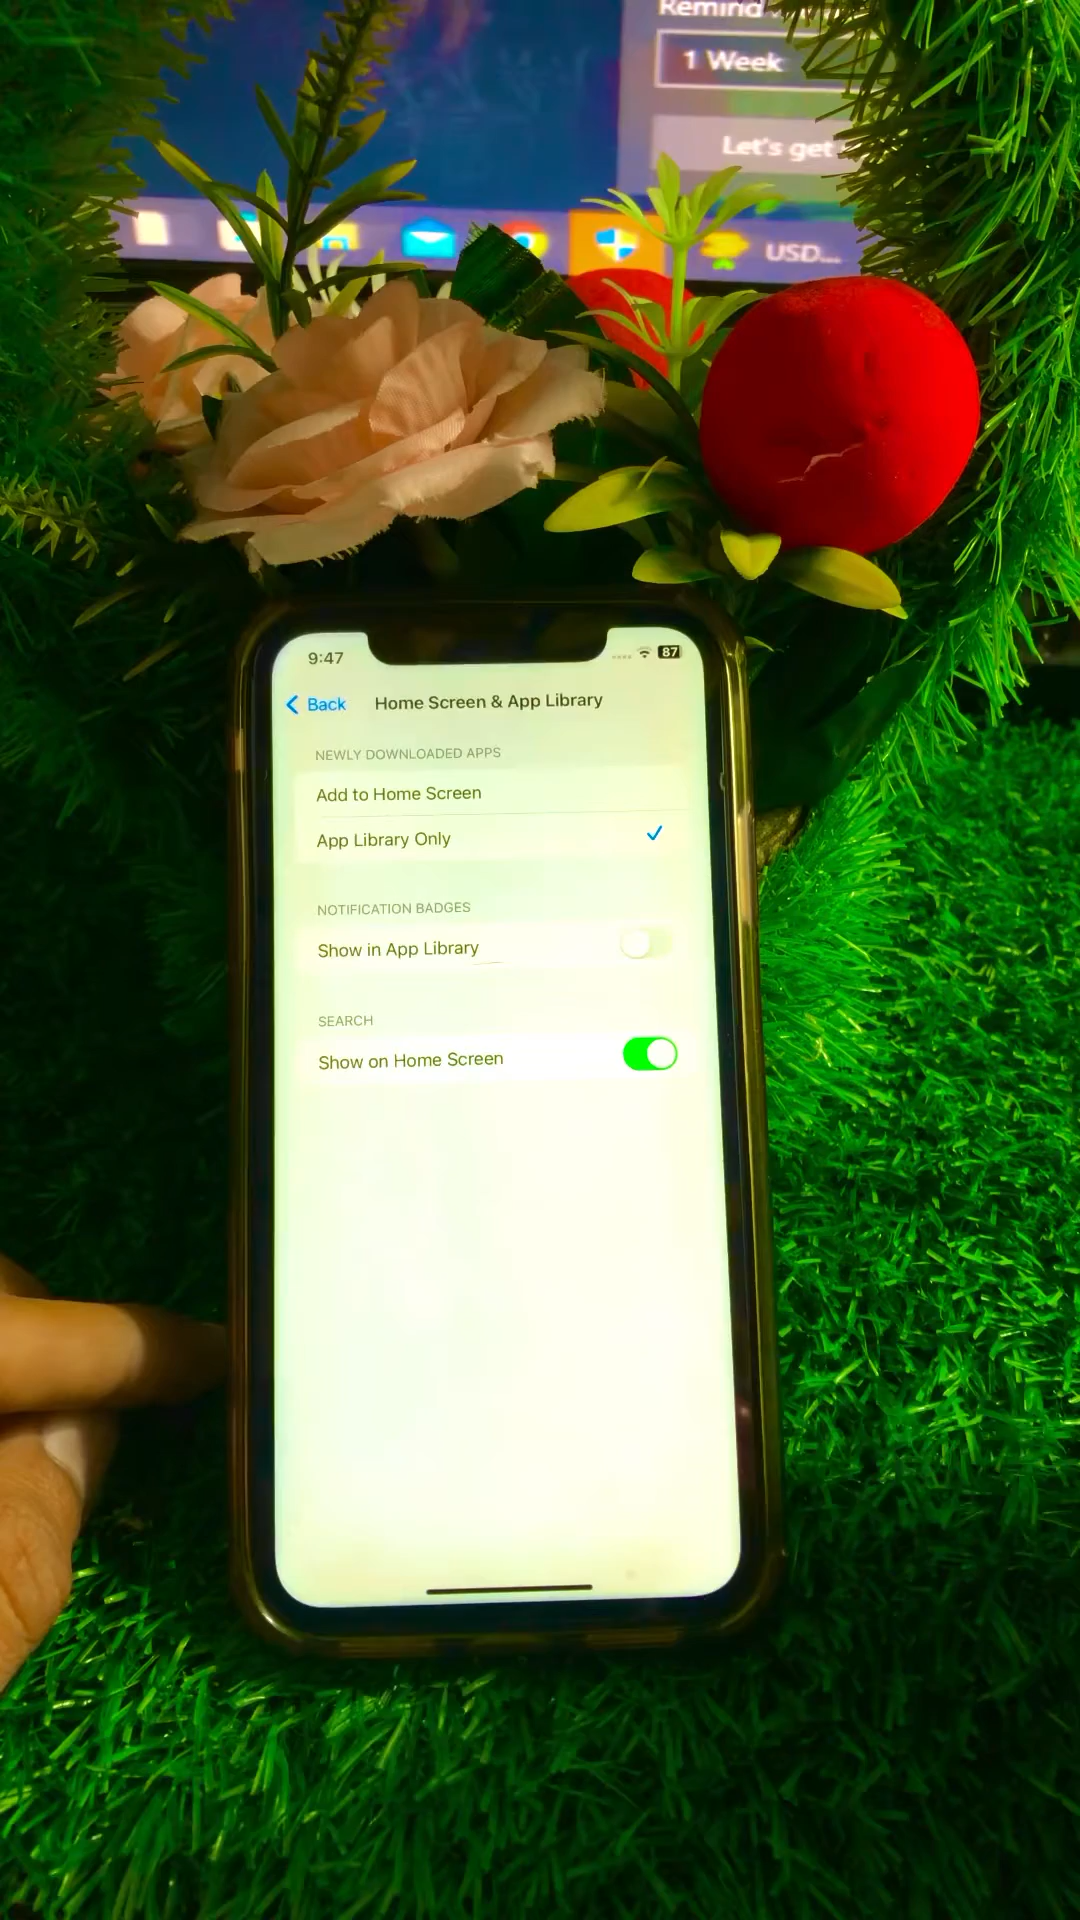 Remind
1 Week
Let's get
USD...
9:47
87
Back
Home Screen & App Library
NEWLY DOWNLOADED APPS
Add to Home Screen
App Library Only
NOTIFICATION BADGES
Show in App Library
SEARCH
Show on Home Screen